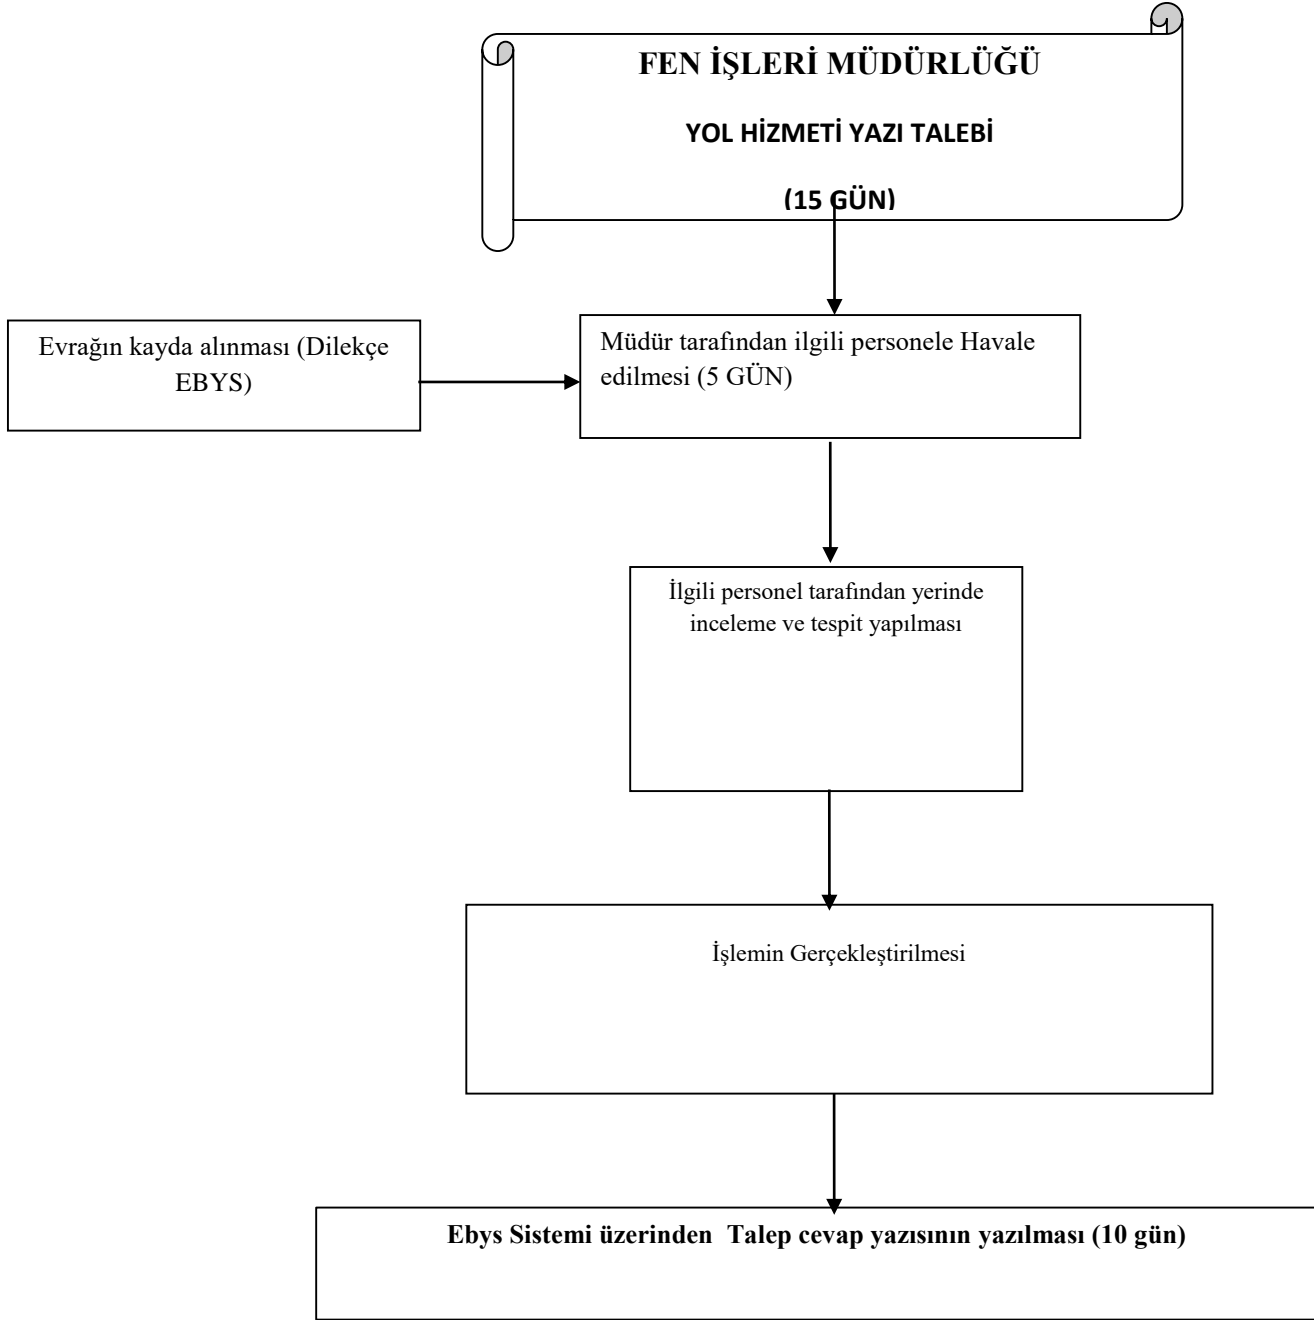 FEN İŞLERİ MÜDÜRLÜĞÜ
YOL HİZMETİ YAZI TALEBİ
(15 GÜN)
Evrağın kayda alınması (Dilekçe
EBYS)
Müdür tarafından ilgili personele Havale
edilmesi (5 GÜN)
İlgili personel tarafından yerinde
inceleme ve tespit yapılması
İşlemin Gerçekleştirilmesi
Ebys Sistemi üzerinden Talep cevap yazısının yazılması (10 gün)